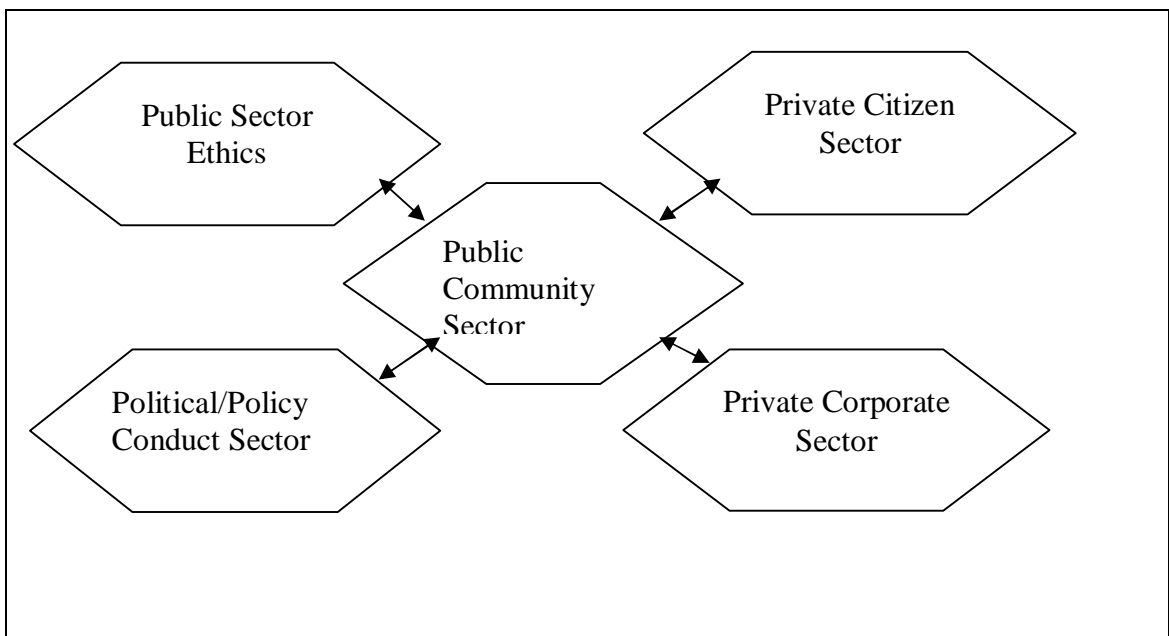 Public Sector
Ethics
Private Citizen
Sector
Public
Community
Sector
Political/Policy
Conduct Sector
Private Corporate
Sector